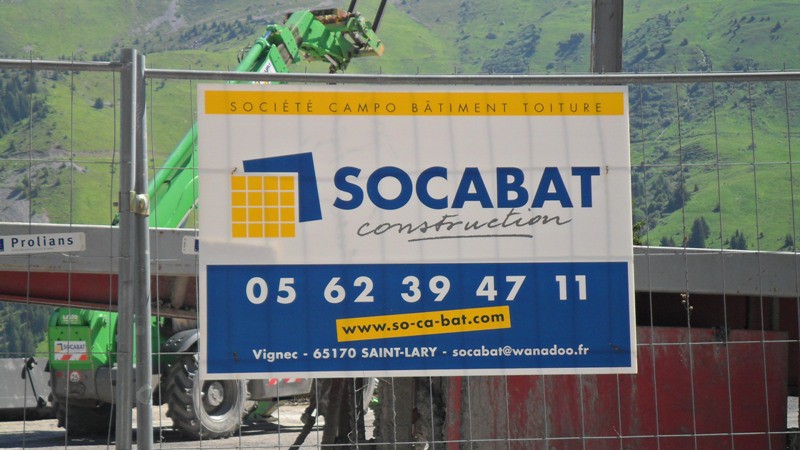 SOCIÉTÉ CAMPO BÂTIMENT TOITURE
SOCABAT
construction
Prolians
05 62 39 47 11
www.so-ca-bat.com
SOCABAT
Vignec - 65170 SAINT-LARY - socabat@wanadoo.fr